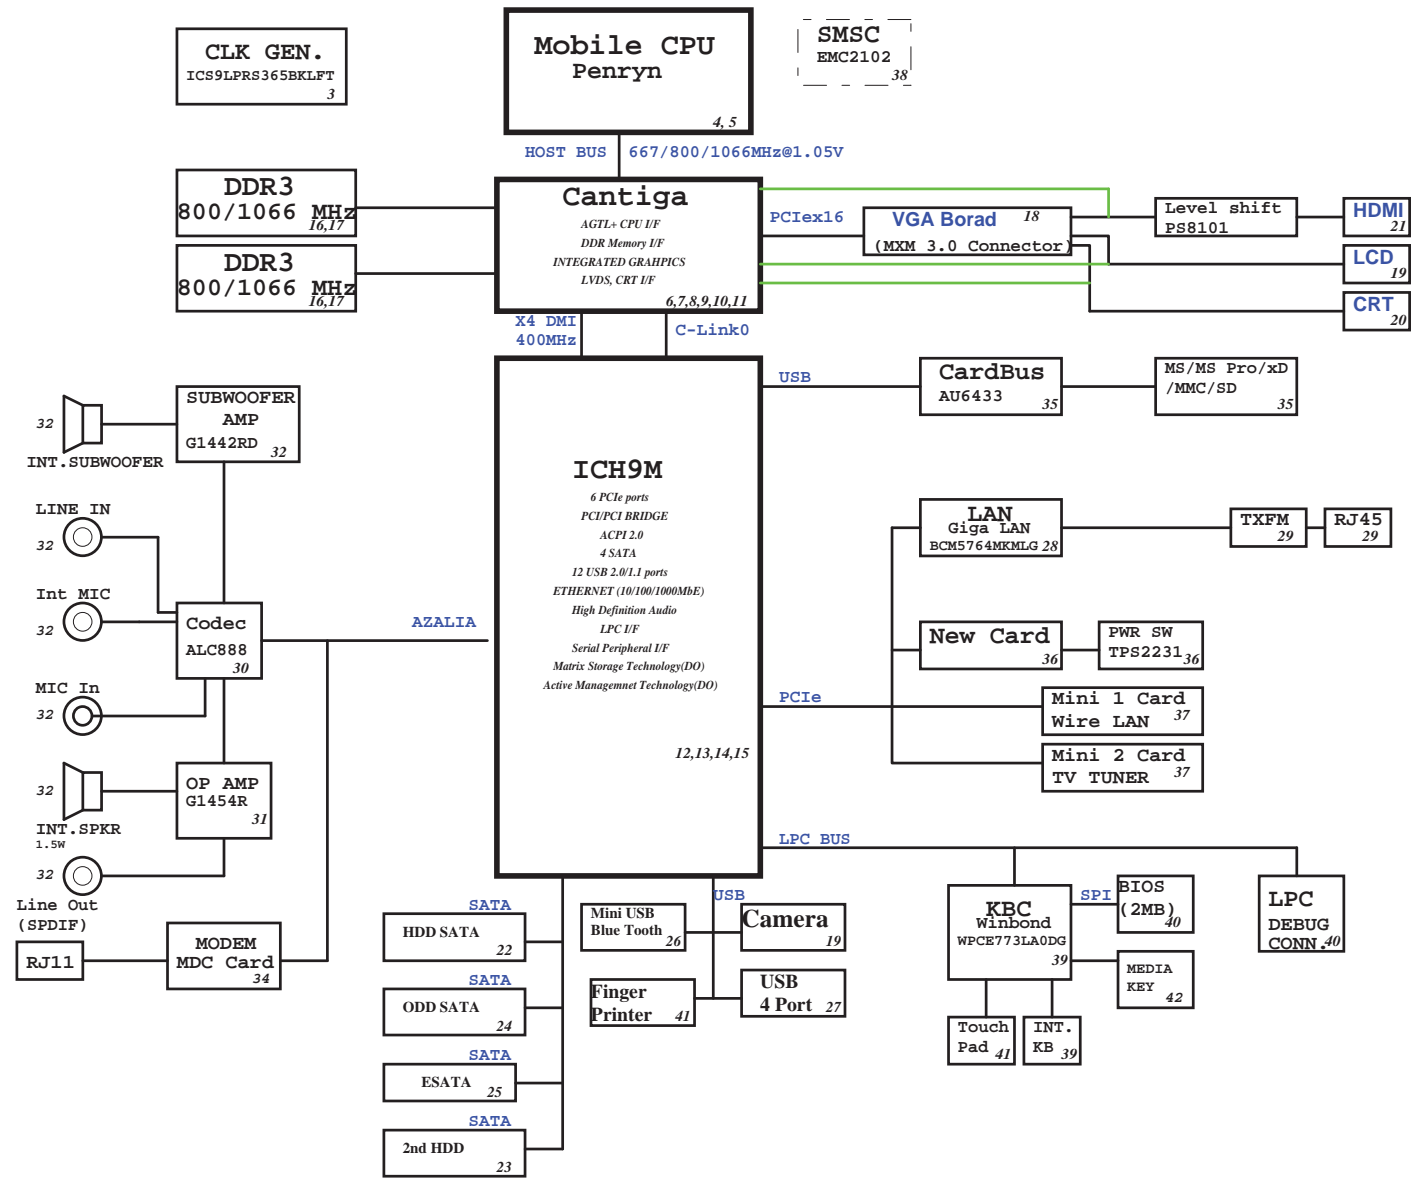 CLK GEN.
ICS9LPRS365BKLFT
3
Mobile CPU
Penryn
4, 5
SMSC
EMC2102
38
HOST BUS
667/800/1066MHz@1.05V
DDR3
800/1066 MHz
16,17
DDR3
800/1066 MHz
16,17
Cantiga
AGTL+ CPU I/F
DDR Memory I/F
INTEGRATED GRAHPICS
LVDS, CRT I/F
6,7,8,9,10,11
PCIex16
VGA Borad
18
(MXM 3.0 Connector)
Level shift
PS8101
HDMI
21
LCD
19
CRT
20
X4 DMI
400MHz
C-Link0
ICH9M
6 PCIe ports
PCI/PCI BRIDGE
ACPI 2.0
4 SATA
12 USB 2.0/1.1 ports
ETHERNET (10/100/1000MbE)
High Definition Audio
LPC I/F
Serial Peripheral I/F
Matrix Storage Technology(DO)
Active Managemnet Technology(DO)
12,13,14,15
USB
CardBus
AU6433
35
MS/MS Pro/xD
/MMC/SD
35
SUBWOOFER
AMP
G1442RD
32
32
INT.SUBWOOFER
LINE IN
32
Int MIC
32
Codec
ALC888
30
AZALIA
MIC In
32
OP AMP
G1454R
31
32
INT.SPKR
1.5W
32
Line Out
(SPDIF)
RJ11
MODEM
MDC Card
34
LAN
Giga LAN
BCM5764MKMLG
28
TXFM
29
RJ45
29
New Card
36
PWR SW
TPS2231
36
PCIe
Mini 1 Card
Wire LAN
37
Mini 2 Card
TV TUNER
37
LPC BUS
KBC
Winbond
WPCE773LA0DG
39
SPI
BIOS
(2MB)
40
MEDIA
KEY
42
LPC
DEBUG
CONN.
40
Touch
Pad
41
INT.
KB
39
SATA
HDD SATA
22
SATA
ODD SATA
24
SATA
ESATA
25
SATA
2nd HDD
23
USB
Mini USB
Blue Tooth
26
Camera
19
Finger
Printer
41
USB
4 Port
27